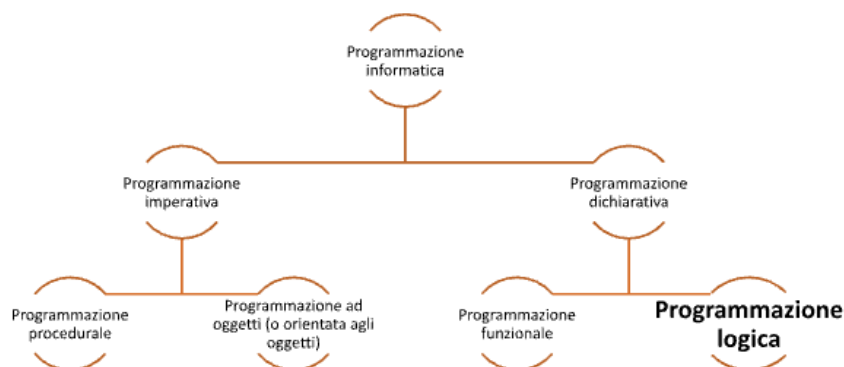 Programmazione
informatica
Programmazione
imperativa
Programmazione
dichiarativa
Programmazione
procedurale
Programmazione ad
oggetti (o orientata agli
oggetti)
Programmazione
funzionale
Programmazione
logica